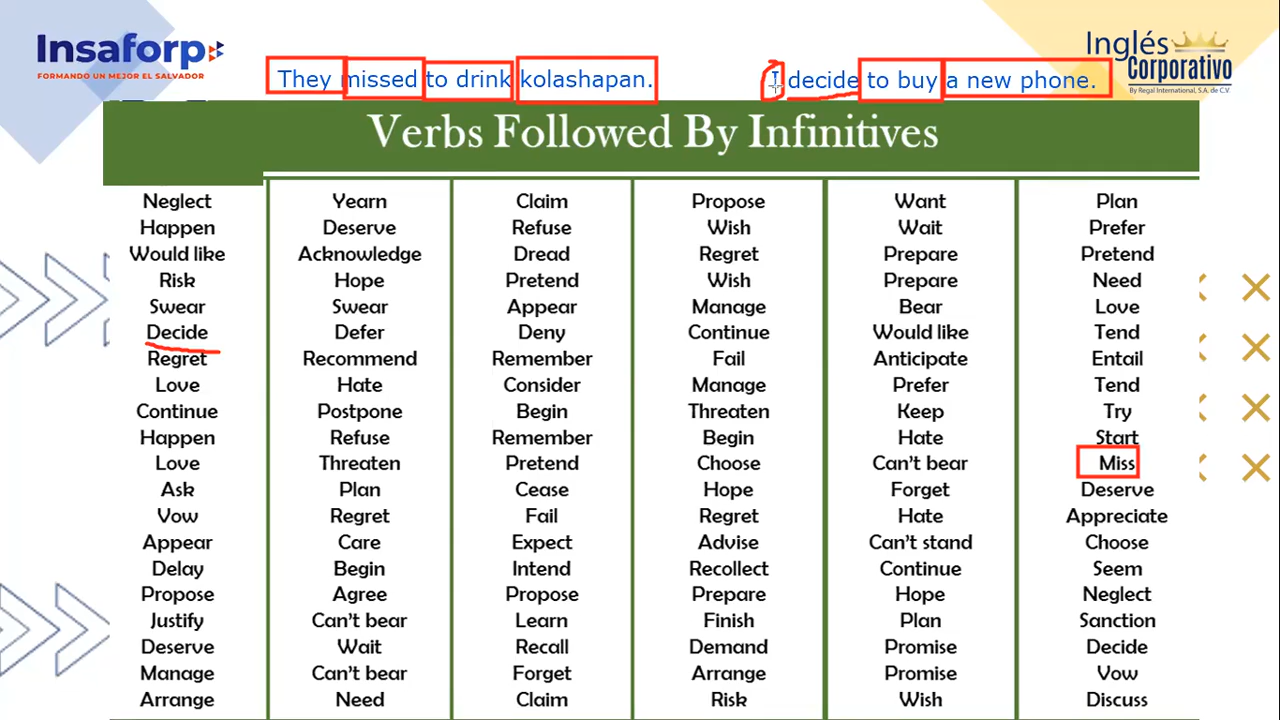 Insaforp
FORMANDO UN MEJOR EL SALVADOR
They missed to drink kolashapan.
I decide to buy a new phone.
Inglés
Corporativo
By Regal International, S.A. de C.V.
Verbs Followed By Infinitives
Neglect Yearn Claim Propose Want Plan
Happen Deserve Refuse Wish Wait Prefer
Would like Acknowledge Dread Regret Prepare Pretend
Risk Hope Pretend Wish Prepare Need
Swear Swear Appear Manage Bear Love
Decide Defer Deny Continue Would like Tend
Regret Recommend Remember Fail Anticipate Entail
Love Hate Consider Manage Prefer Tend
Continue Postpone Begin Threaten Keep Try
Happen Refuse Remember Begin Hate Start
Love Threaten Pretend Choose Can't bear Miss
Ask Plan Cease Hope Forget Deserve
Vow Regret Fail Regret Hate Appreciate
Appear Care Expect Advise Can't stand Choose
Delay Begin Intend Recollect Continue Seem
Propose Agree Propose Prepare Hope Neglect
Justify Can't bear Learn Finish Plan Sanction
Deserve Wait Recall Demand Promise Decide
Manage Can't bear Forget Arrange Promise Vow
Arrange Need Claim Risk Wish Discuss